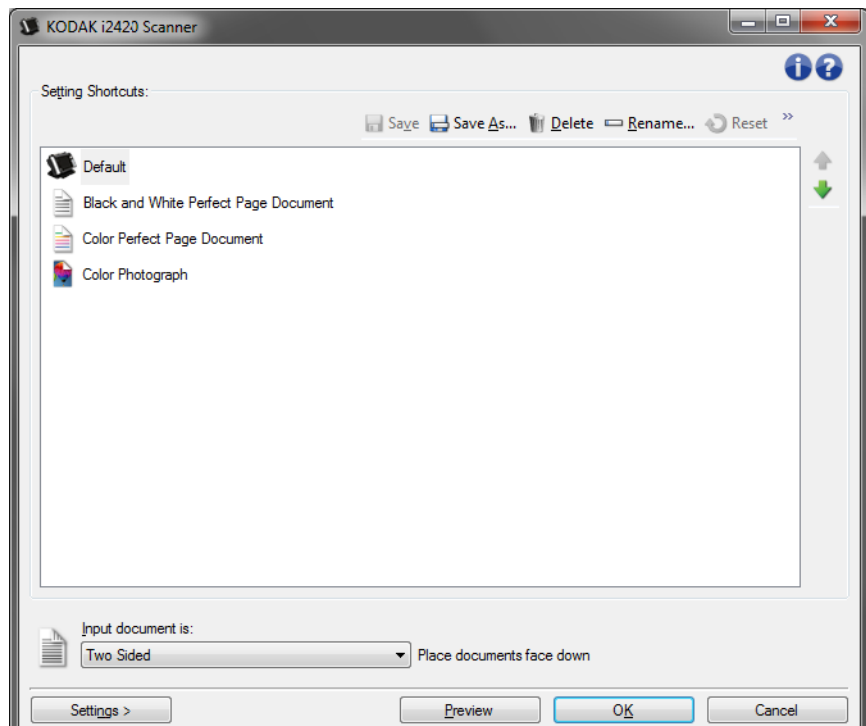 KODAK i2420 Scanner
Setting Shortcuts:
Save Save As... Delete Rename... Reset »
Default
Black and White Perfect Page Document
Color Perfect Page Document
Color Photograph
Input document is:
Two Sided Place documents face down
Settings > Preview OK Cancel